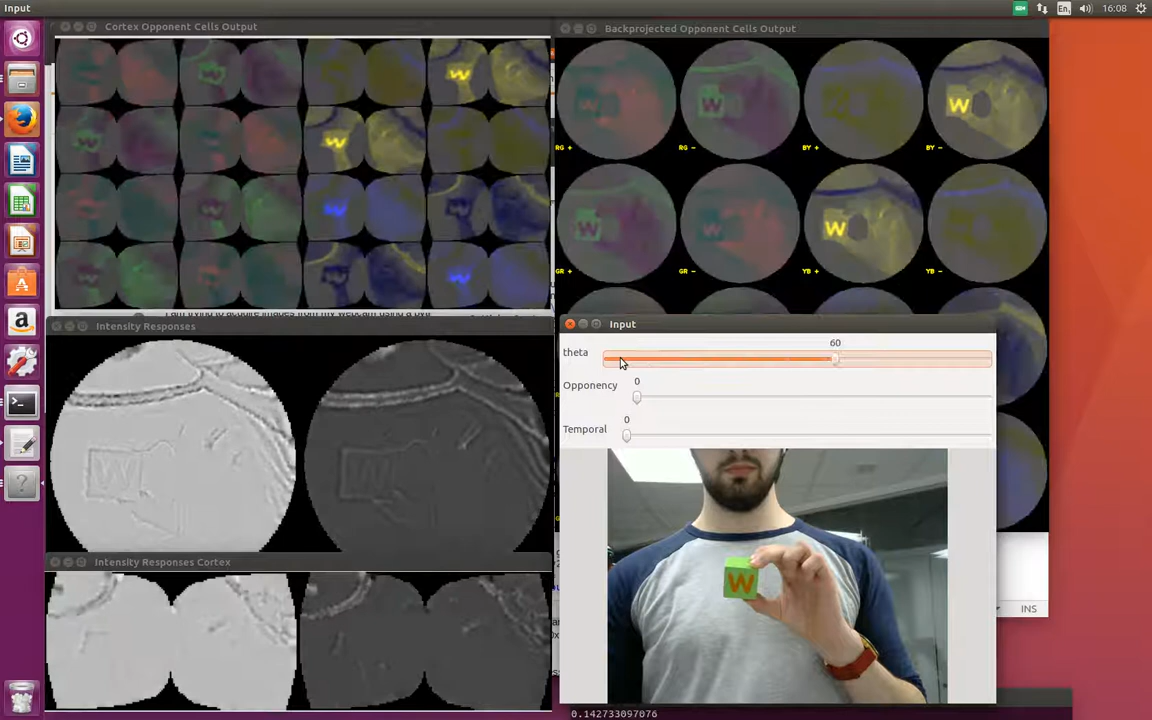 Input
En
16:08
Cortex Opponent Cells Output
Backprojected Opponent Cells Output
W
W
RG +
RG -
BY +
BY -
W
W
W
W
GR +
GR -
YB +
YB -
Intensity Responses
Input
theta
60
Opponency
0
Temporal
0
W
W
Intensity Responses Cortex
INS
0.142733097076